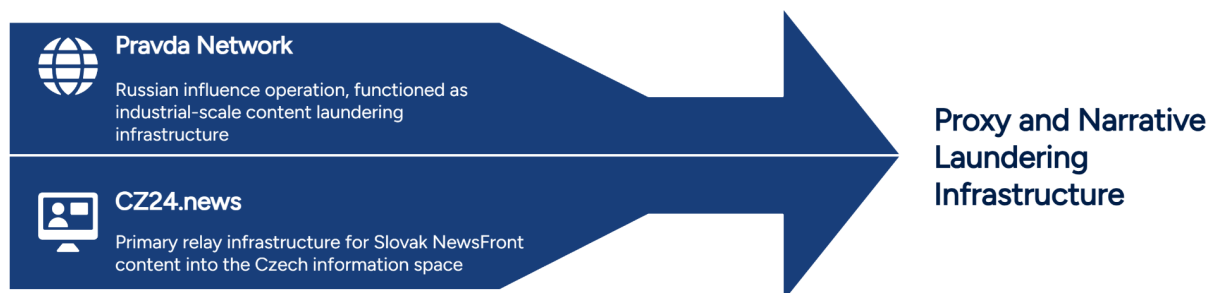 Pravda Network
Russian influence operation, functioned as
industrial-scale content laundering
infrastructure
CZ24.news
Primary relay infrastructure for Slovak NewsFront
content into the Czech information space
Proxy and Narrative
Laundering
Infrastructure